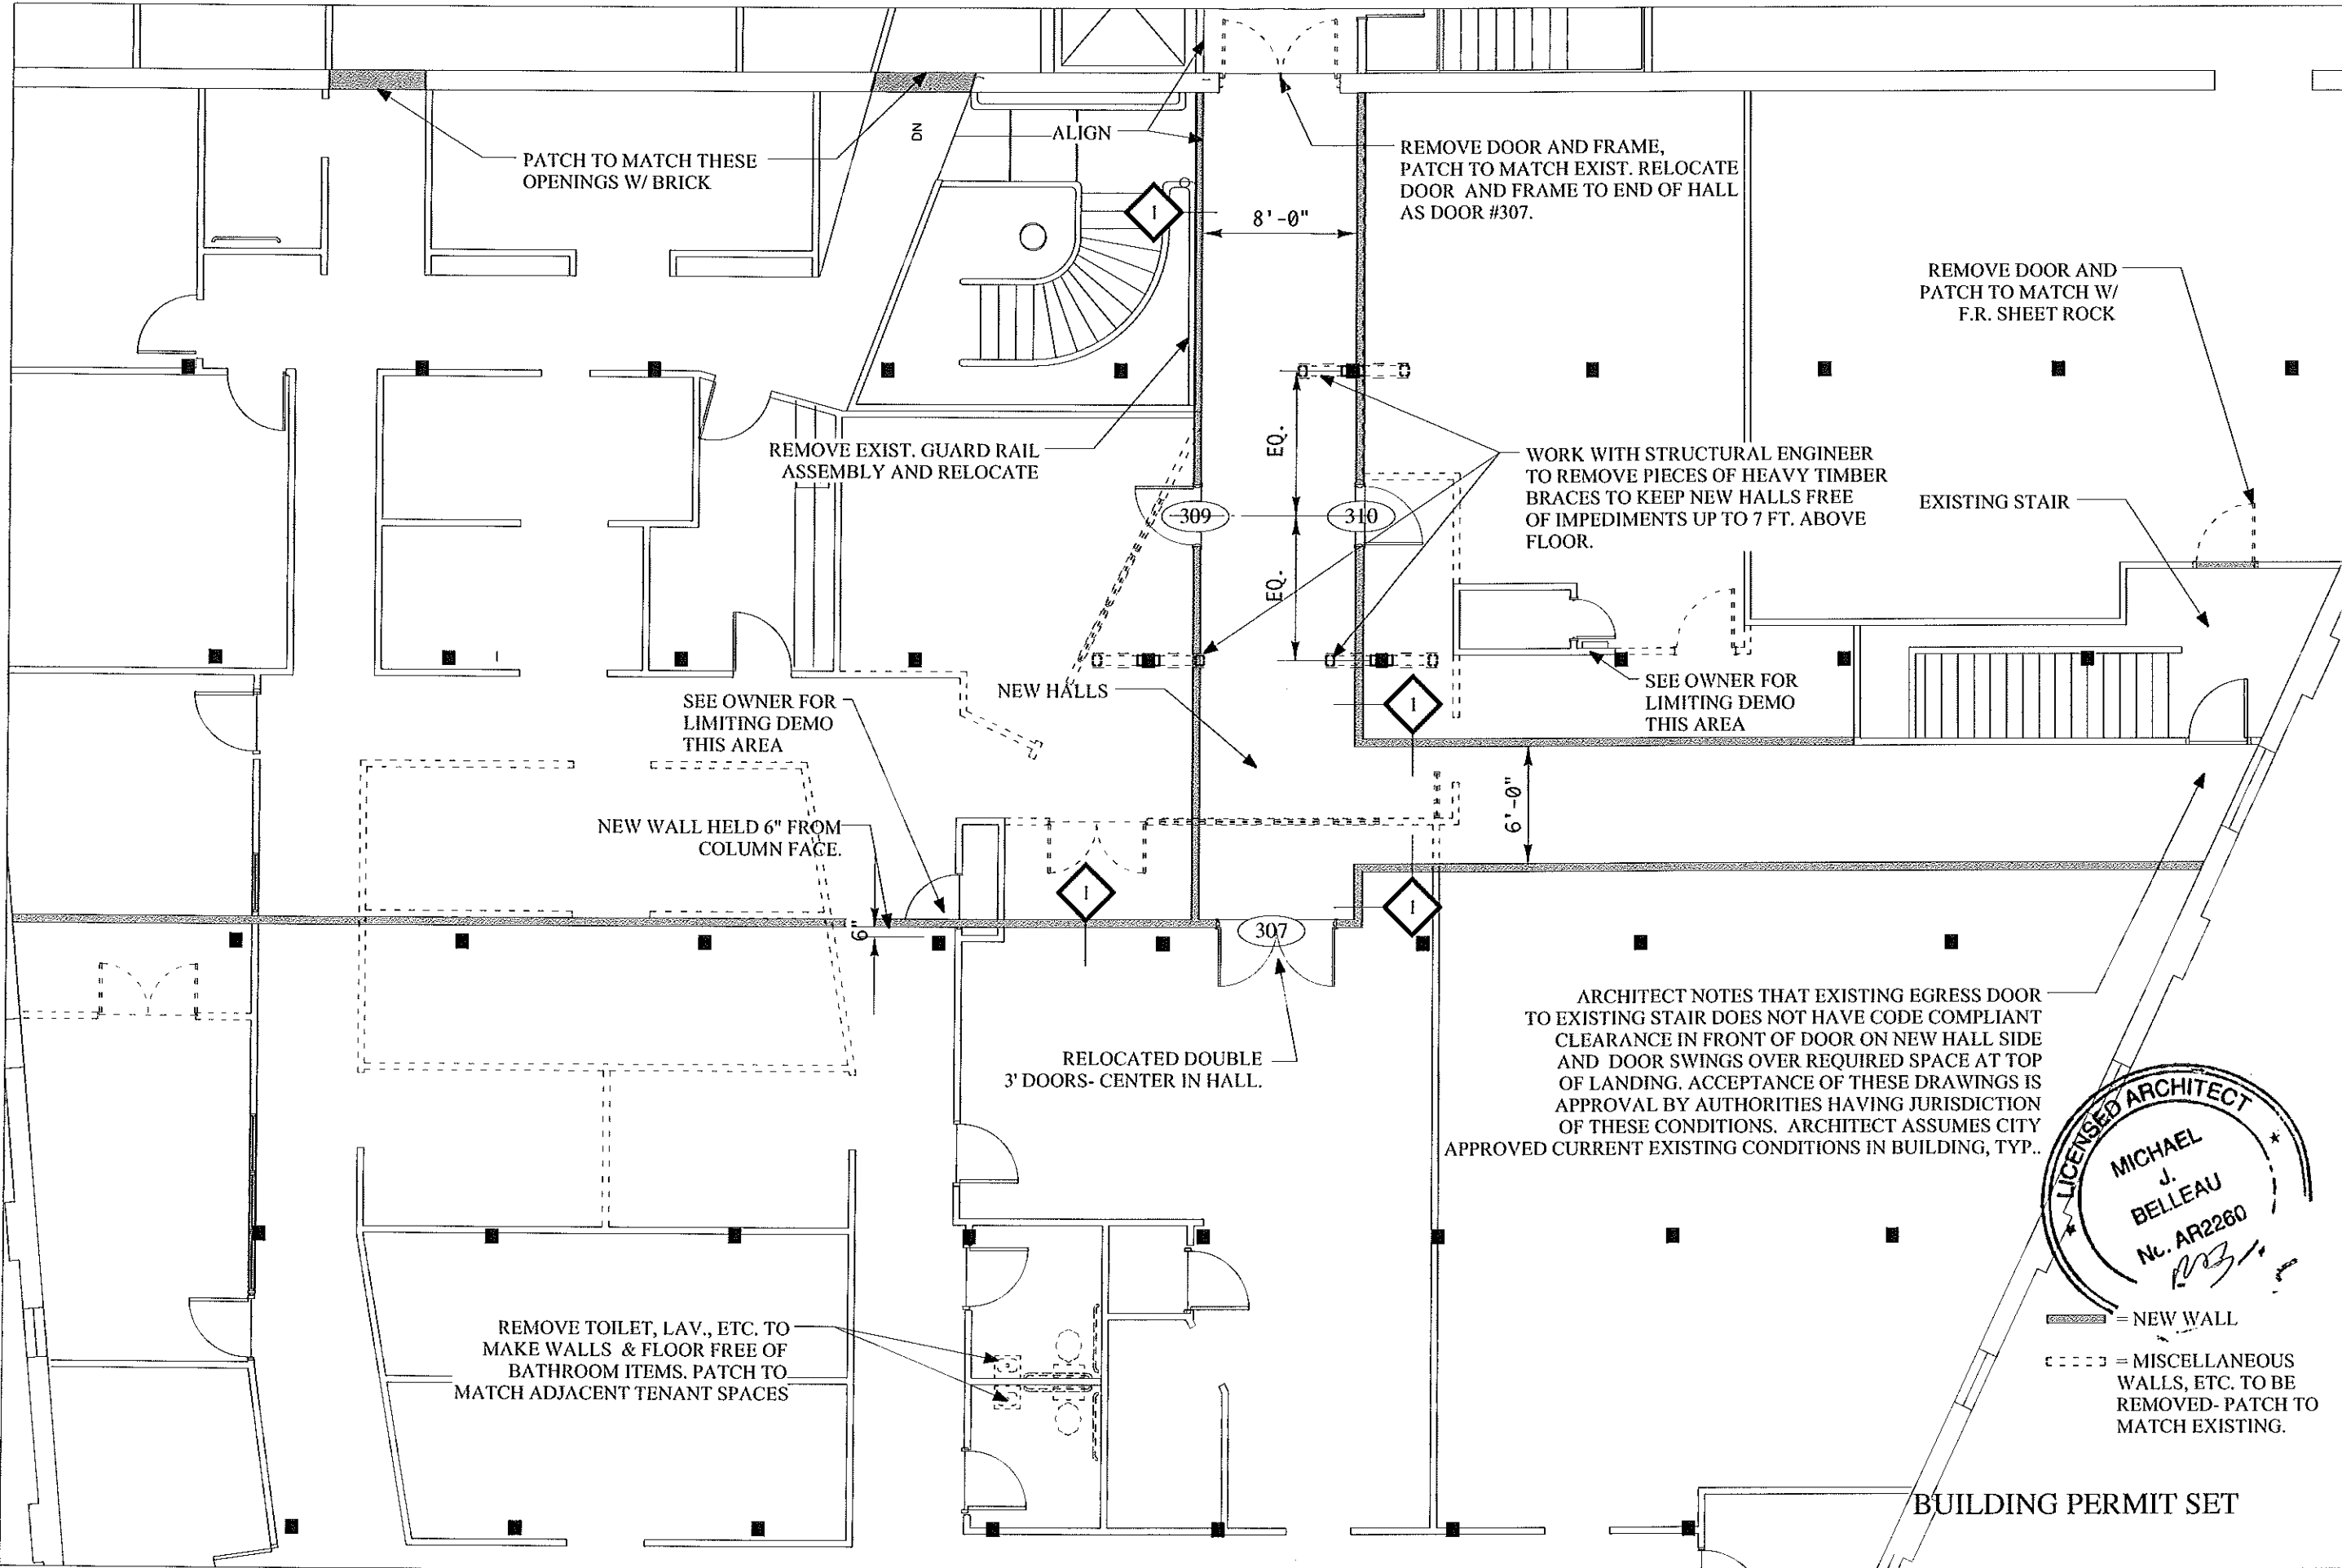 DN
ALIGN
PATCH TO MATCH THESE
OPENINGS W/ BRICK
REMOVE DOOR AND FRAME,
PATCH TO MATCH EXIST. RELOCATE
DOOR AND FRAME TO END OF HALL
AS DOOR #307.
1
8'-0"
REMOVE DOOR AND
PATCH TO MATCH W/
F.R. SHEET ROCK
REMOVE EXIST. GUARD RAIL
ASSEMBLY AND RELOCATE
EQ.
WORK WITH STRUCTURAL ENGINEER
TO REMOVE PIECES OF HEAVY TIMBER
BRACES TO KEEP NEW HALLS FREE
OF IMPEDIMENTS UP TO 7 FT. ABOVE
FLOOR.
EXISTING STAIR
309
310
EQ.
NEW HALLS
SEE OWNER FOR
LIMITING DEMO
THIS AREA
SEE OWNER FOR
LIMITING DEMO
THIS AREA
1
6'-0"
NEW WALL HELD 6" FROM
COLUMN FACE.
1
1
6"
307
RELOCATED DOUBLE
3' DOORS- CENTER IN HALL.
ARCHITECT NOTES THAT EXISTING EGRESS DOOR
TO EXISTING STAIR DOES NOT HAVE CODE COMPLIANT
CLEARANCE IN FRONT OF DOOR ON NEW HALL SIDE
AND DOOR SWINGS OVER REQUIRED SPACE AT TOP
OF LANDING. ACCEPTANCE OF THESE DRAWINGS IS
APPROVAL BY AUTHORITIES HAVING JURISDICTION
OF THESE CONDITIONS. ARCHITECT ASSUMES CITY
APPROVED CURRENT EXISTING CONDITIONS IN BUILDING, TYP..
LICENSED ARCHITECT
MICHAEL
J.
BELLEAU
No. AR2260
REMOVE TOILET, LAV., ETC. TO
MAKE WALLS & FLOOR FREE OF
BATHROOM ITEMS. PATCH TO
MATCH ADJACENT TENANT SPACES
= NEW WALL
= MISCELLANEOUS
WALLS, ETC. TO BE
REMOVED- PATCH TO
MATCH EXISTING.
BUILDING PERMIT SET